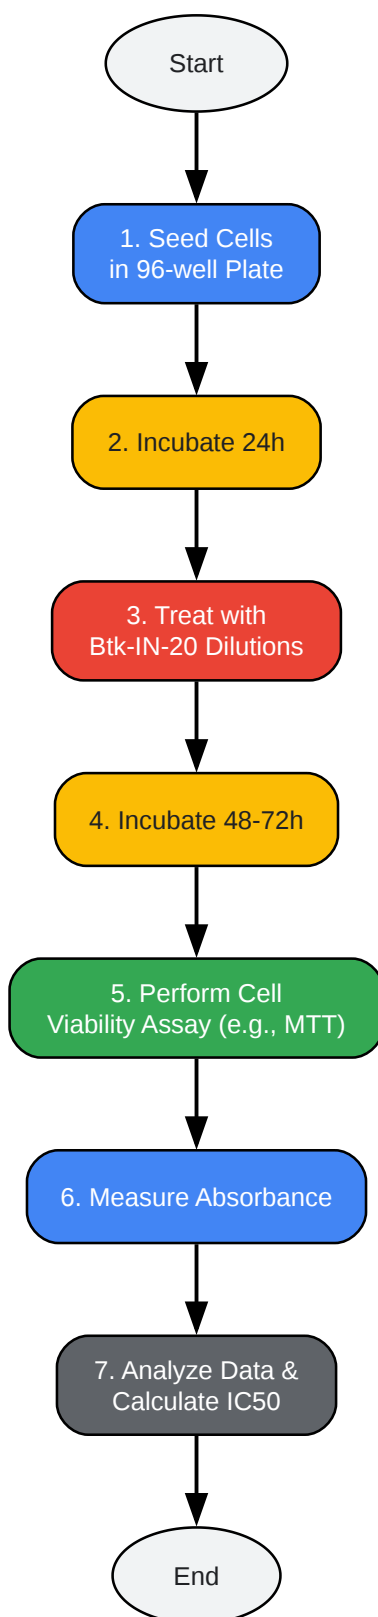 Start
1. Seed Cells
in 96-well Plate
2. Incubate 24h
3. Treat with
Btk-IN-20 Dilutions
4. Incubate 48-72h
5. Perform Cell
Viability Assay (e.g., MTT)
6. Measure Absorbance
7. Analyze Data &
Calculate IC50
End